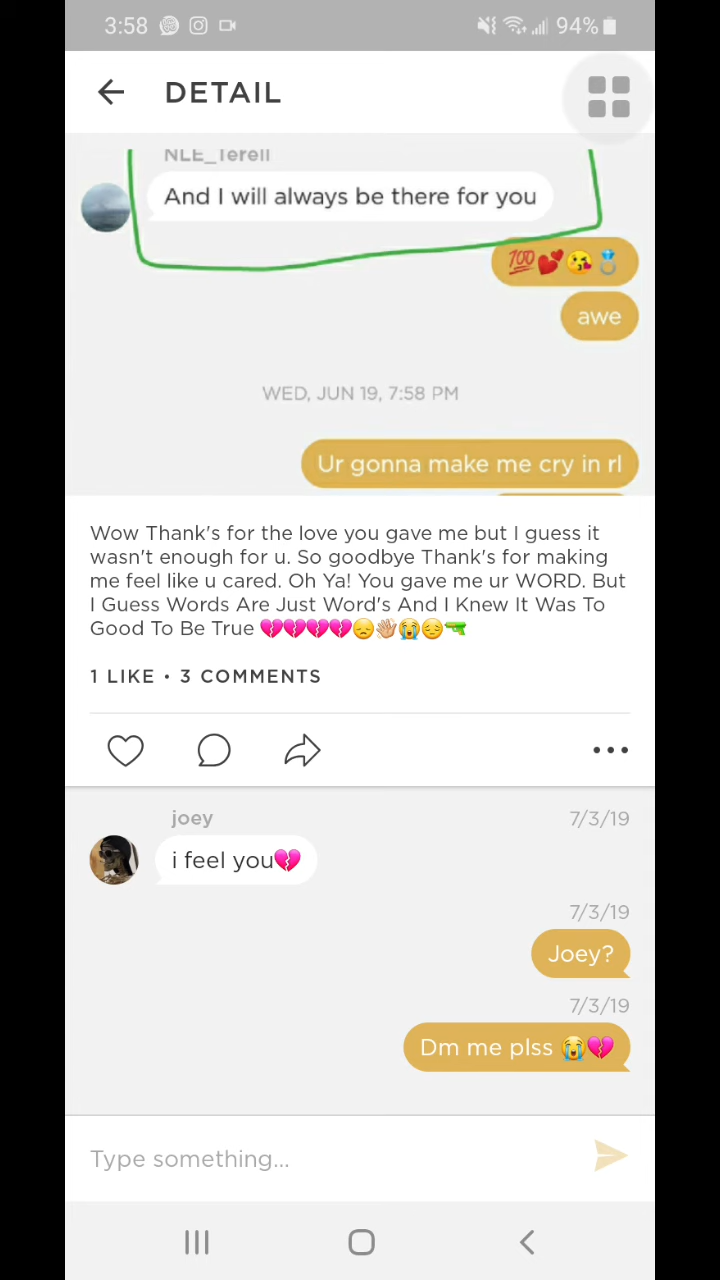 3:58 94%
DETAIL
NLE_Terell
And I will always be there for you
💯💕😘💍
awe
WED, JUN 19, 7:58 PM
Ur gonna make me cry in rl
Wow Thank's for the love you gave me but I guess it
wasn't enough for u. So goodbye Thank's for making
me feel like u cared. Oh Ya! You gave me ur WORD. But
I Guess Words Are Just Word's And I Knew It Was To
Good To Be True 💔💔💔💔😞👋🏼😭😔🔫
1 LIKE • 3 COMMENTS
joey 7/3/19
i feel you💔
7/3/19
Joey?
7/3/19
Dm me plss 😭💔
Type something...